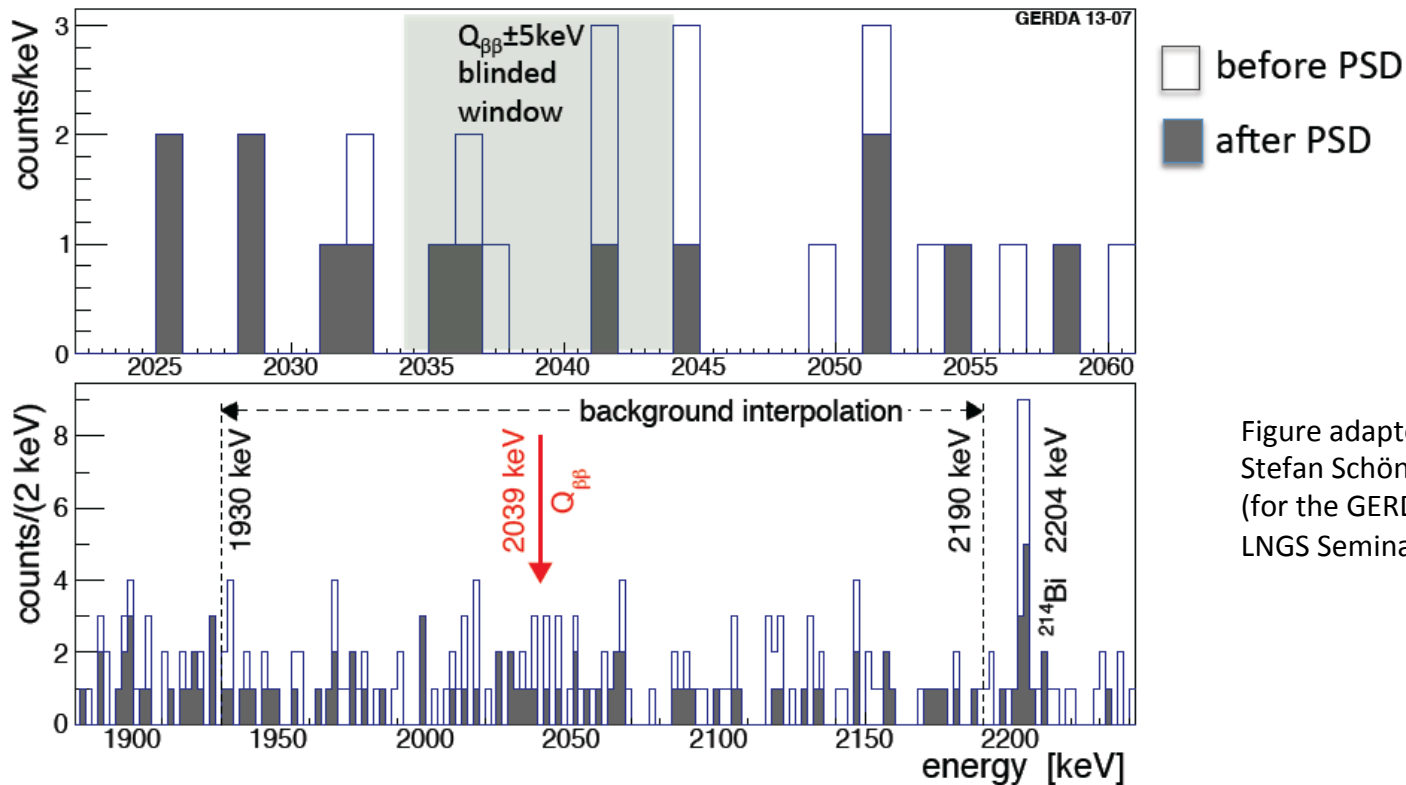 GERDA 13-07
counts/keV
3
2
1
0
Qββ±5keV
blinded
window
2025 2030 2035 2040 2045 2050 2055 2060
before PSD
after PSD
counts/(2 keV)
8
6
4
2
0
background interpolation
1930 keV
2039 keV
Qββ
2190 keV
214Bi 2204 keV
1900 1950 2000 2050 2100 2150 2200
energy [keV]
Figure adapt
Stefan Schön
(for the GERD
LNGS Semina